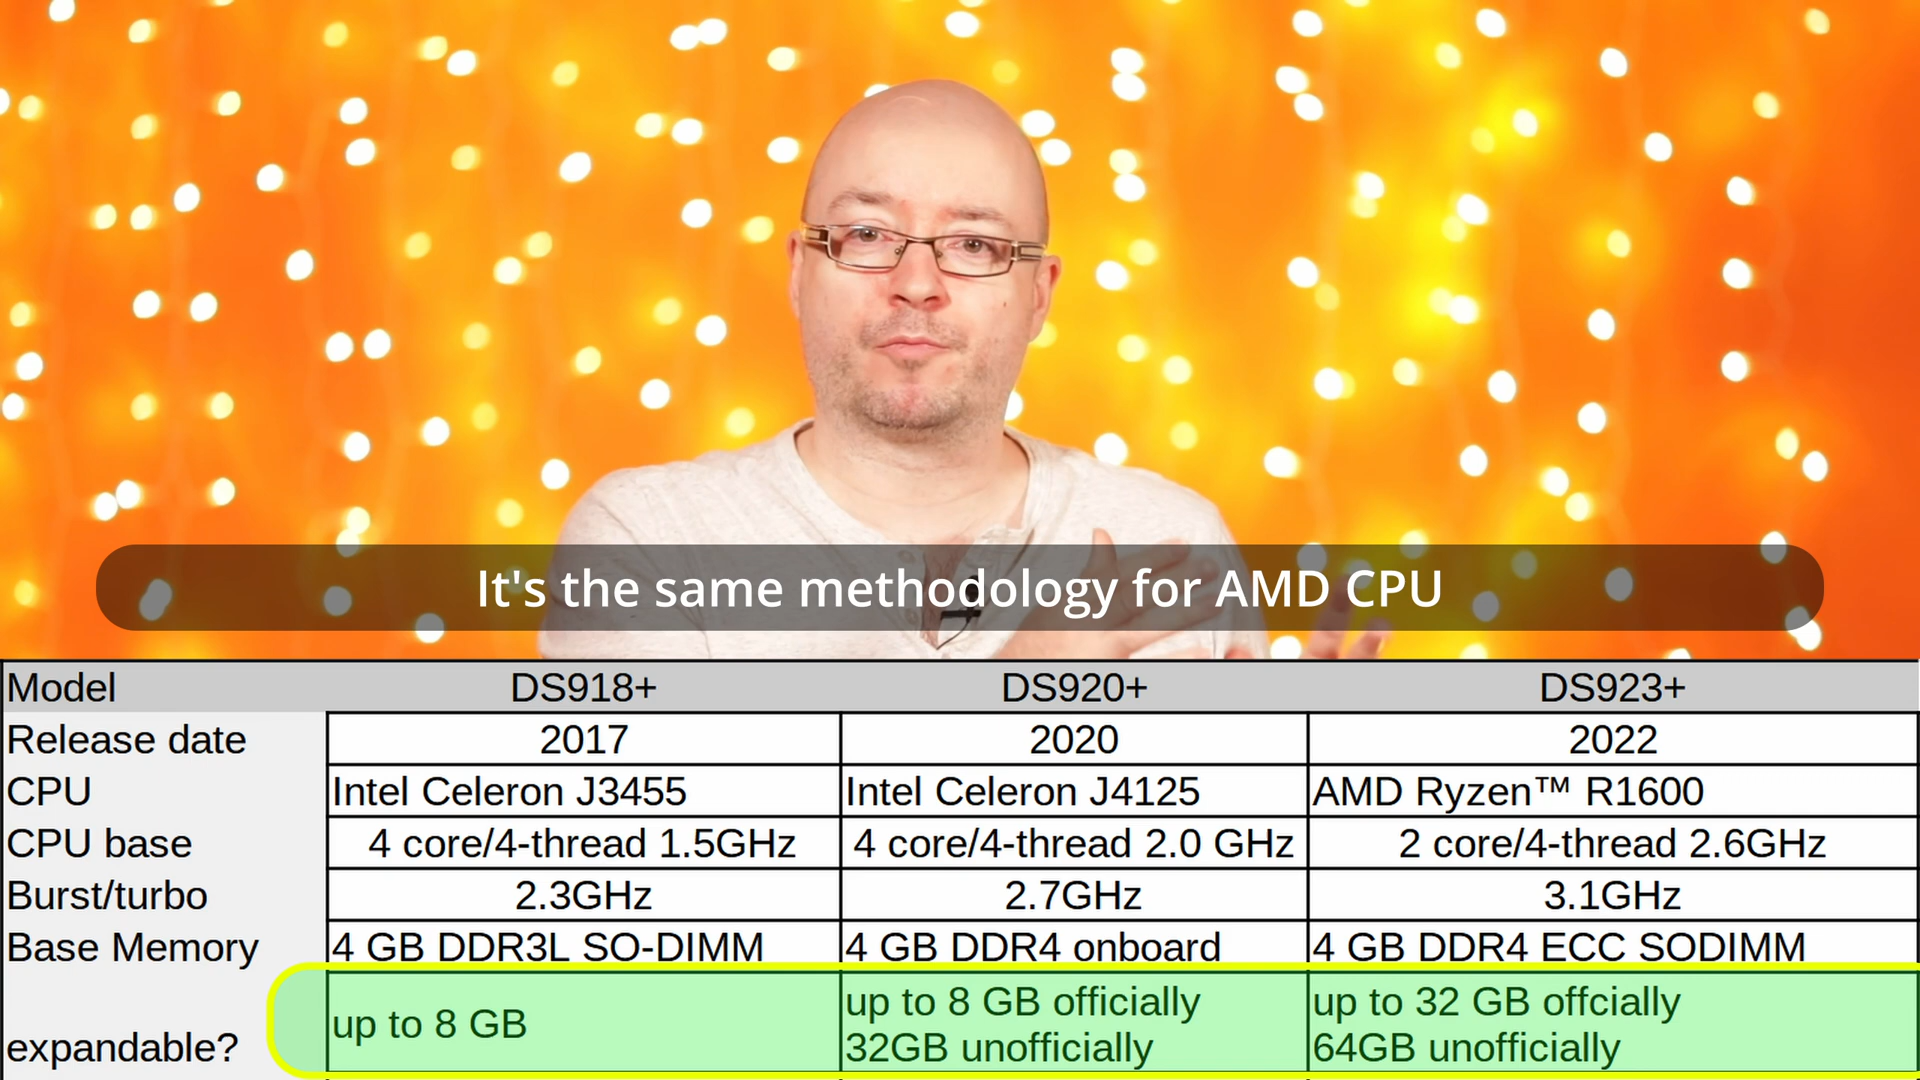 It's the same methodology for AMD CPU
Model DS918+ DS920+ DS923+
Release date 2017 2020 2022
CPU Intel Celeron J3455 Intel Celeron J4125 AMD Ryzen™ R1600
CPU base 4 core/4-thread 1.5GHz 4 core/4-thread 2.0 GHz 2 core/4-thread 2.6GHz
Burst/turbo 2.3GHz 2.7GHz 3.1GHz
Base Memory 4 GB DDR3L SO-DIMM 4 GB DDR4 onboard 4 GB DDR4 ECC SODIMM
expandable? up to 8 GB up to 8 GB officially up to 32 GB offcially
32GB unofficially 64GB unofficially